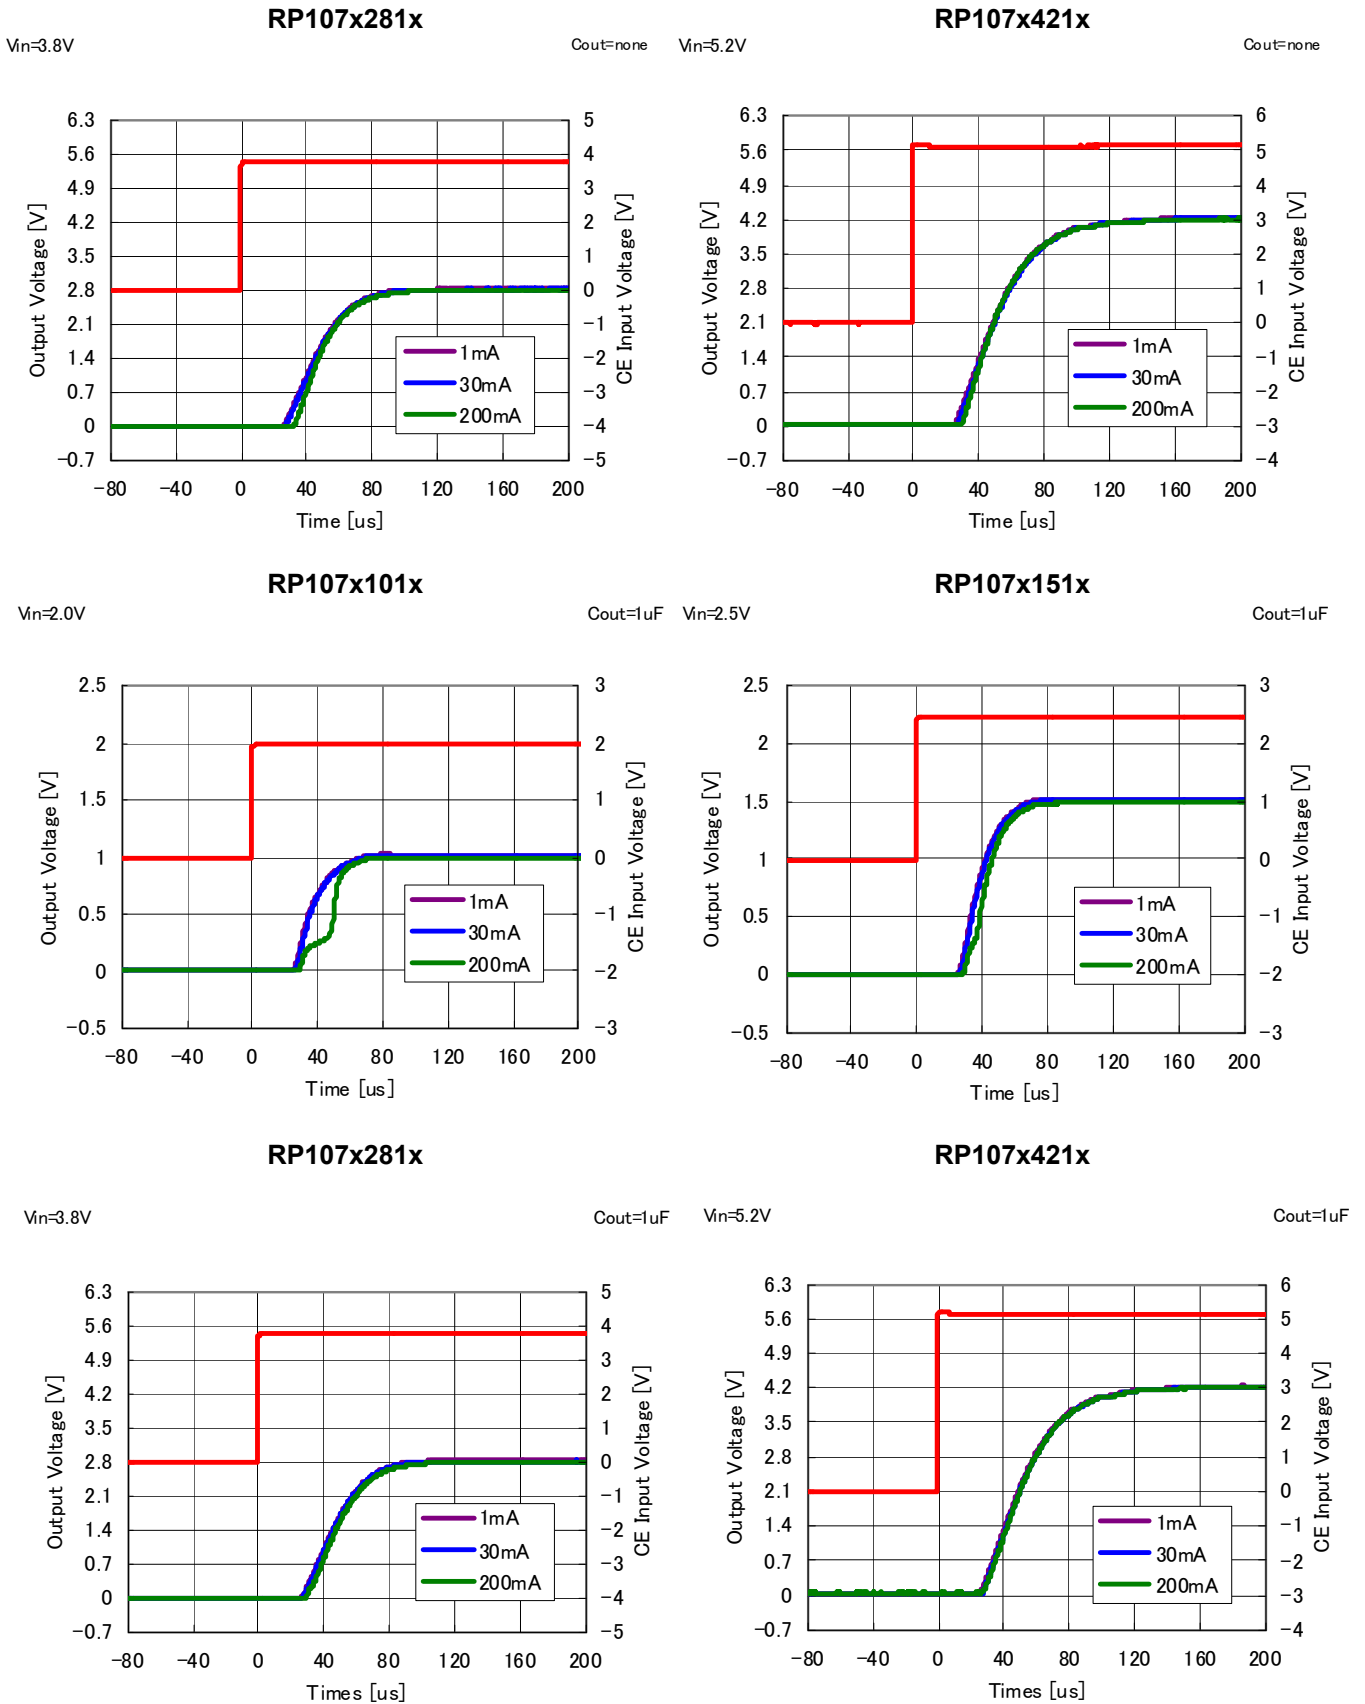 RP107x281x
Vin=3.8V
Cout=none
6.3
5.6
4.9
4.2
3.5
2.8
2.1
1.4
0.7
0
-0.7
Output Voltage [V]
5
4
3
2
1
0
-1
-2
-3
-4
-5
CE Input Voltage [V]
1mA
30mA
200mA
-80 -40 0 40 80 120 160 200
Time [us]
RP107x421x
Vin=5.2V
Cout=none
6.3
5.6
4.9
4.2
3.5
2.8
2.1
1.4
0.7
0
-0.7
Output Voltage [V]
6
5
4
3
2
1
0
-1
-2
-3
-4
CE Input Voltage [V]
1mA
30mA
200mA
-80 -40 0 40 80 120 160 200
Time [us]
RP107x101x
Vin=2.0V
Cout=1uF
2.5
2
1.5
1
0.5
0
-0.5
Output Voltage [V]
3
2
1
0
-1
-2
-3
CE Input Voltage [V]
1mA
30mA
200mA
-80 -40 0 40 80 120 160 200
Time [us]
RP107x151x
Vin=2.5V
Cout=1uF
2.5
2
1.5
1
0.5
0
-0.5
Output Voltage [V]
3
2
1
0
-1
-2
-3
CE Input Voltage [V]
1mA
30mA
200mA
-80 -40 0 40 80 120 160 200
Time [us]
RP107x281x
Vin=3.8V
Cout=1uF
6.3
5.6
4.9
4.2
3.5
2.8
2.1
1.4
0.7
0
-0.7
Output Voltage [V]
5
4
3
2
1
0
-1
-2
-3
-4
-5
CE Input Voltage [V]
1mA
30mA
200mA
-80 -40 0 40 80 120 160 200
Times [us]
RP107x421x
Vin=5.2V
Cout=1uF
6.3
5.6
4.9
4.2
3.5
2.8
2.1
1.4
0.7
0
-0.7
Output Voltage [V]
6
5
4
3
2
1
0
-1
-2
-3
-4
CE Input Voltage [V]
1mA
30mA
200mA
-80 -40 0 40 80 120 160 200
Times [us]